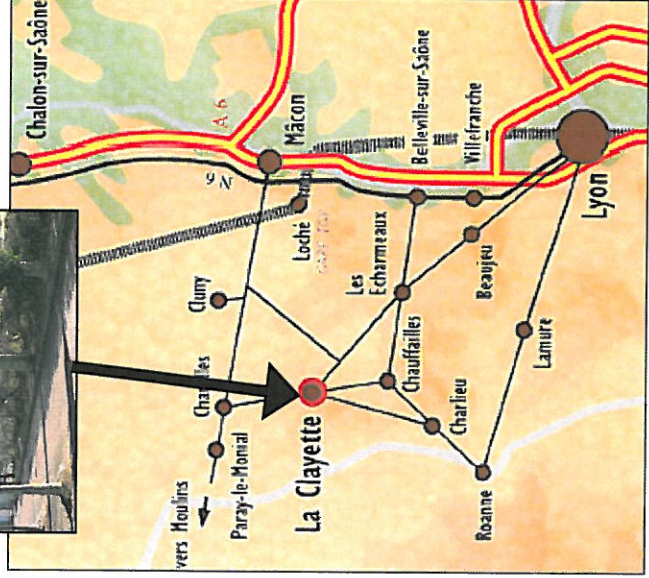 Chalon-sur-Saône
A 6
N 6
Mâcon
Loché
Cluny
Paray-le-Monial
vers Moulins
La Clayette
Les
Echarmeaux
Chauffailles
Charlieu
Roanne
Belleville-sur-Saône
Villefranche
Beaujeu
Lamure
Lyon